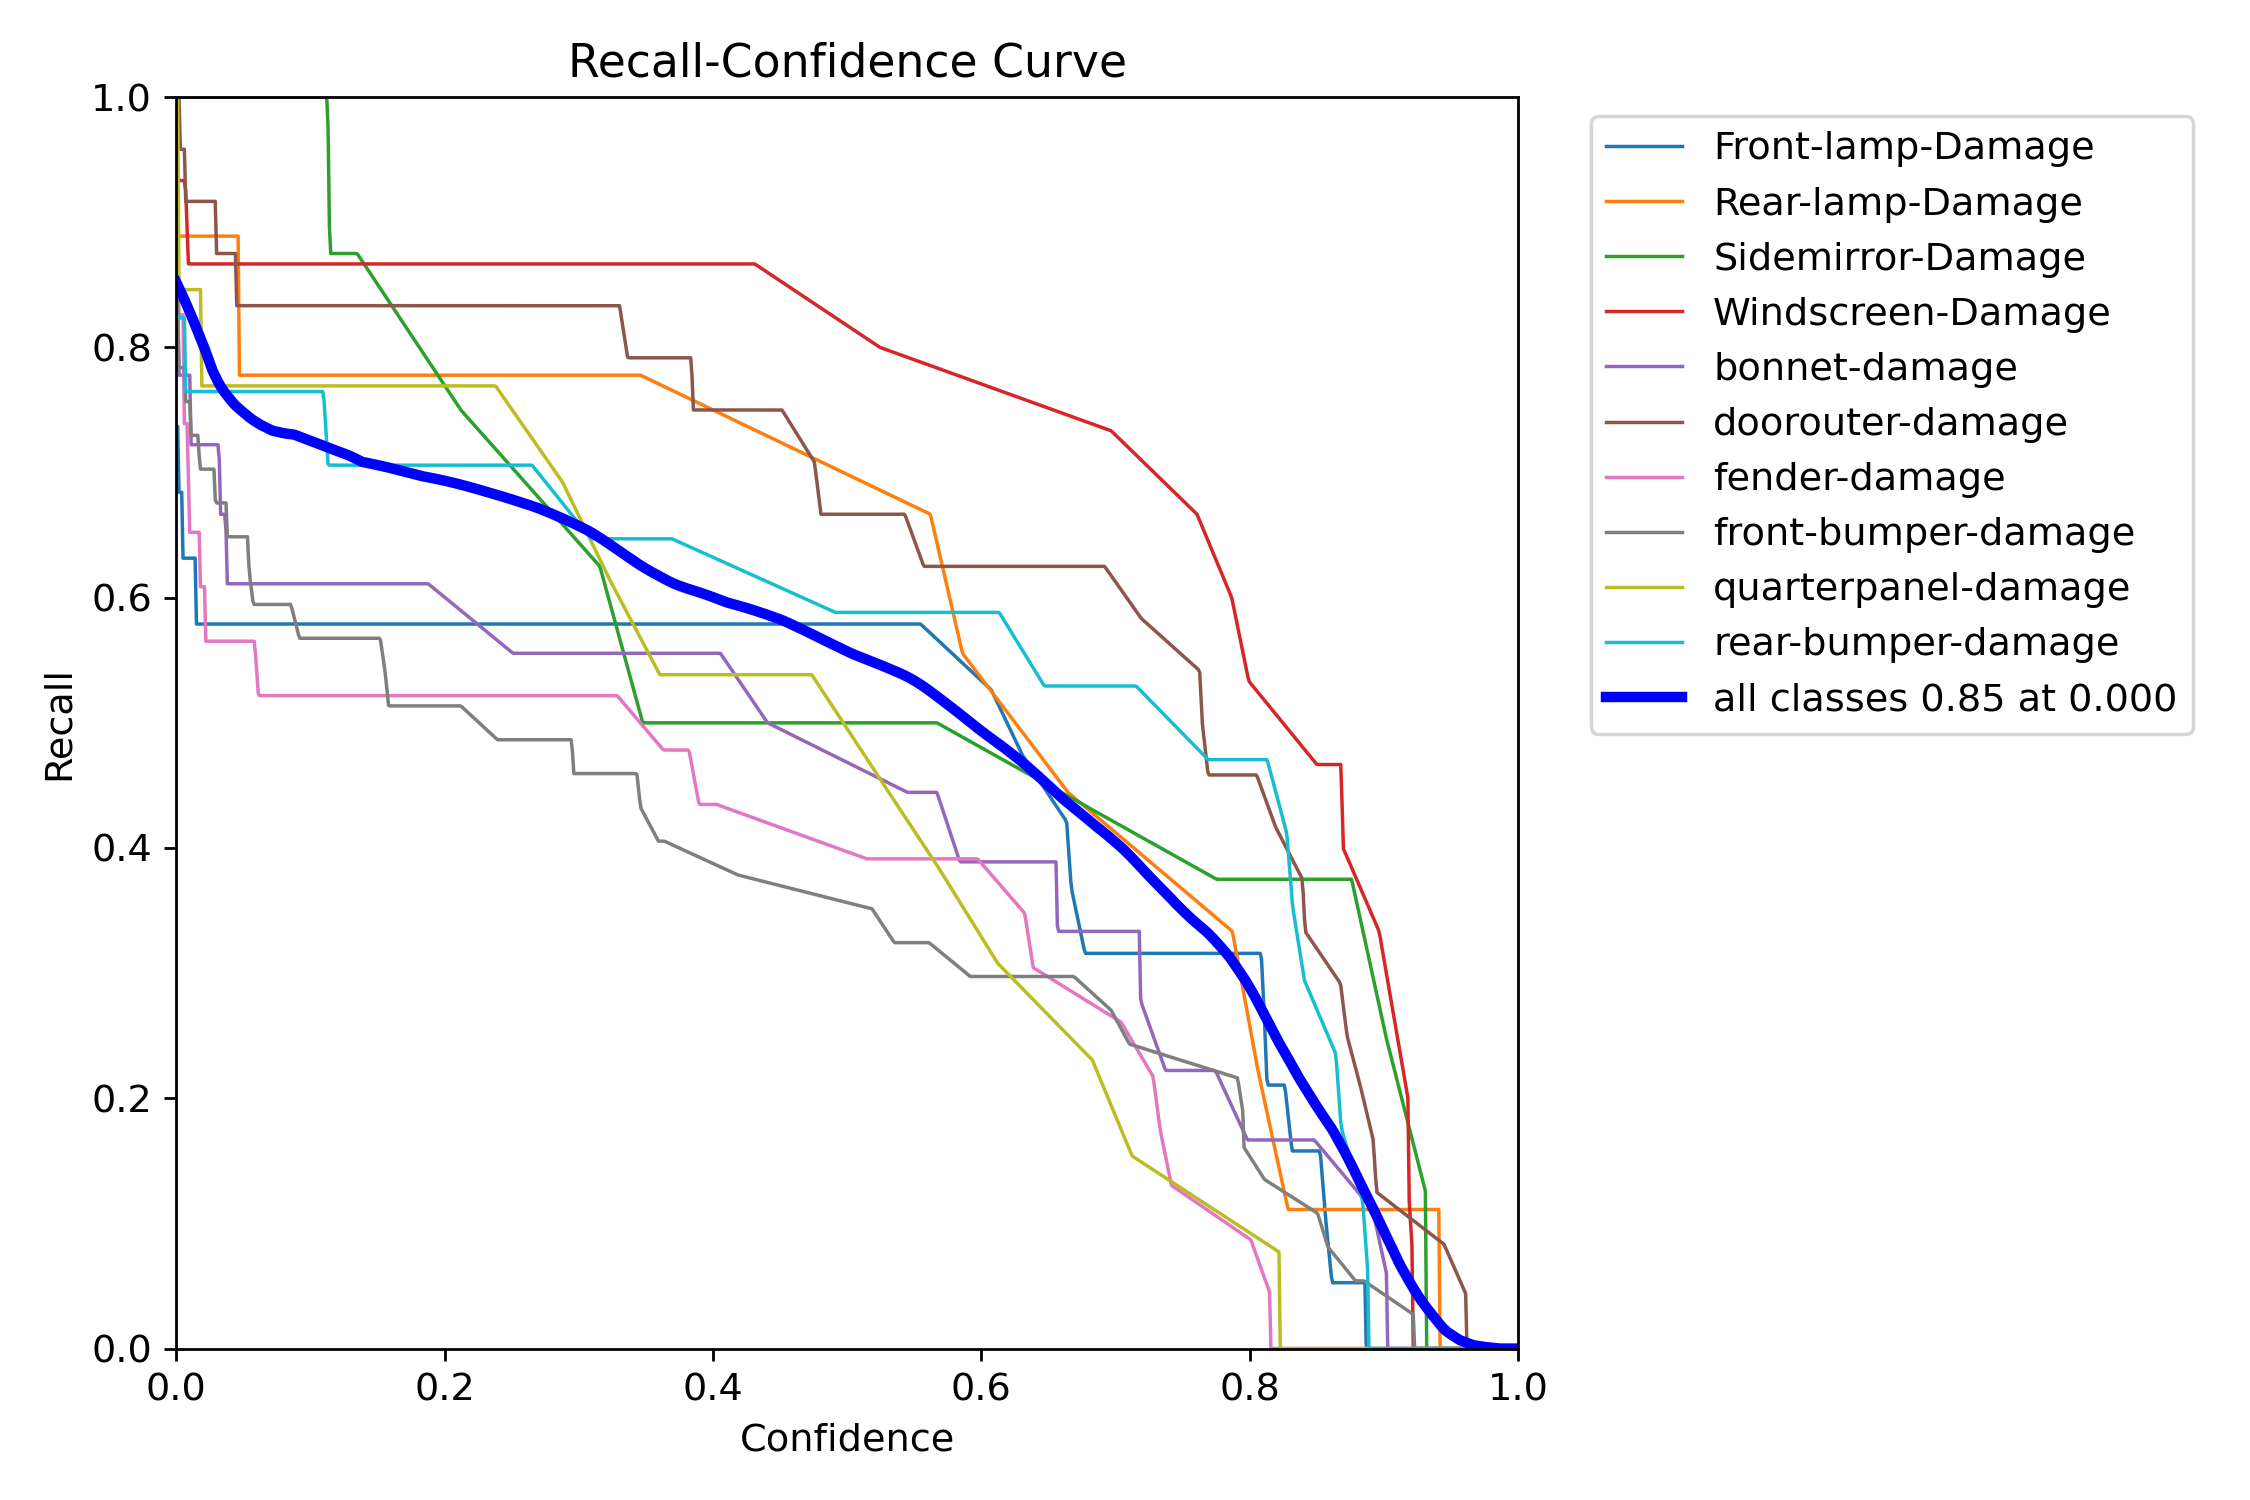 Recall-Confidence Curve
1.0
0.8
0.6
0.4
0.2
0.0
Recall
0.0 0.2 0.4 0.6 0.8 1.0
Confidence
Front-lamp-Damage
Rear-lamp-Damage
Sidemirror-Damage
Windscreen-Damage
bonnet-damage
doorouter-damage
fender-damage
front-bumper-damage
quarterpanel-damage
rear-bumper-damage
all classes 0.85 at 0.000